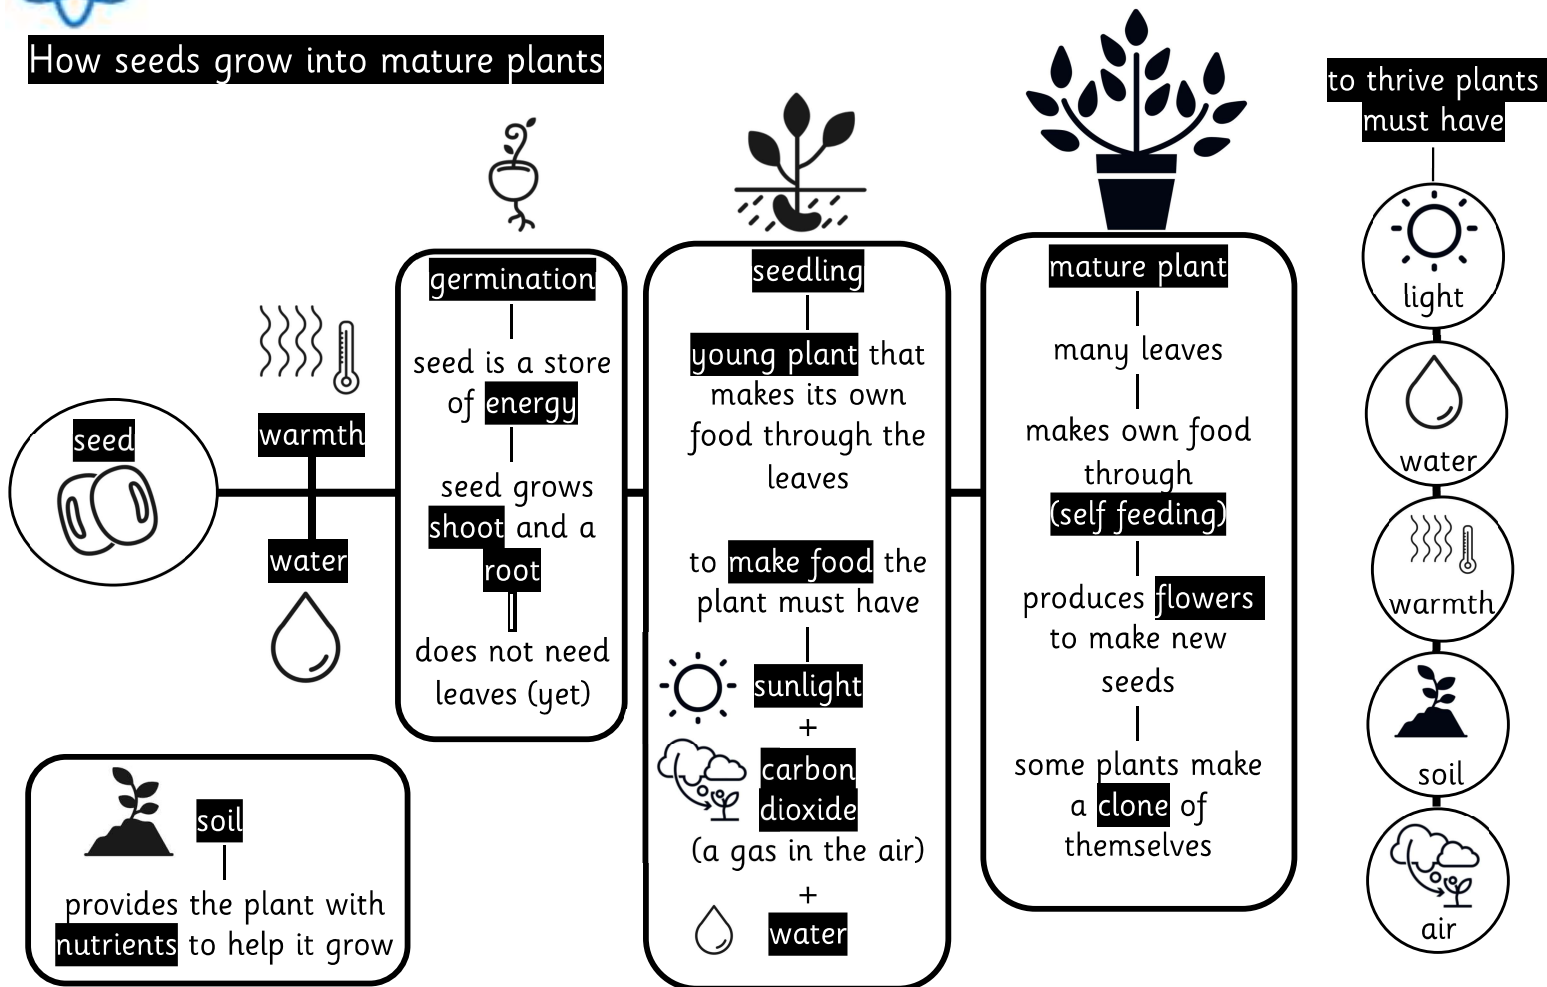 How seeds grow into mature plants
seed
warmth
water
germination
seed is a store
of energy
seed grows
shoot and a
root
does not need
leaves (yet)
seedling
young plant that
makes its own
food through the
leaves
to make food the
plant must have
sunlight
+
carbon
dioxide
(a gas in the air)
+
water
mature plant
many leaves
makes own food
through
(self feeding)
produces flowers
to make new
seeds
some plants make
a clone of
themselves
to thrive plants
must have
light
water
warmth
soil
air
soil
provides the plant with
nutrients to help it grow